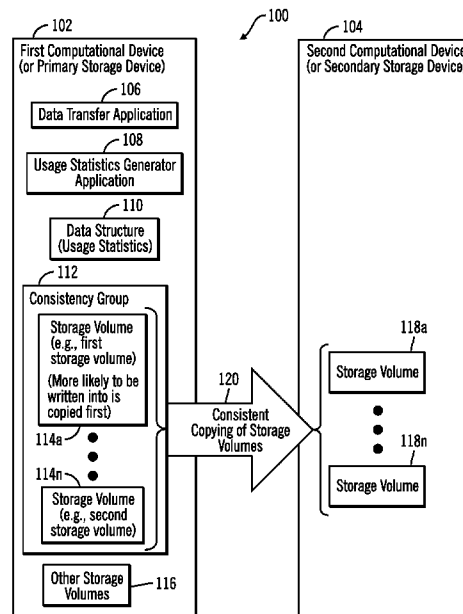 100
102
First Computational Device
(or Primary Storage Device)
104
Second Computational Device
(or Secondary Storage Device)
106
Data Transfer Application
108
Usage Statistics Generator
Application
110
Data Structure
(Usage Statistics)
112
Consistency Group
Storage Volume
(e.g., first
storage volume)
(More likely to be
written into is
copied first)
114a
114n
Storage Volume
(e.g., second
storage volume)
Other Storage
Volumes
116
120
Consistent
Copying of Storage
Volumes
118a
Storage Volume
118n
Storage Volume